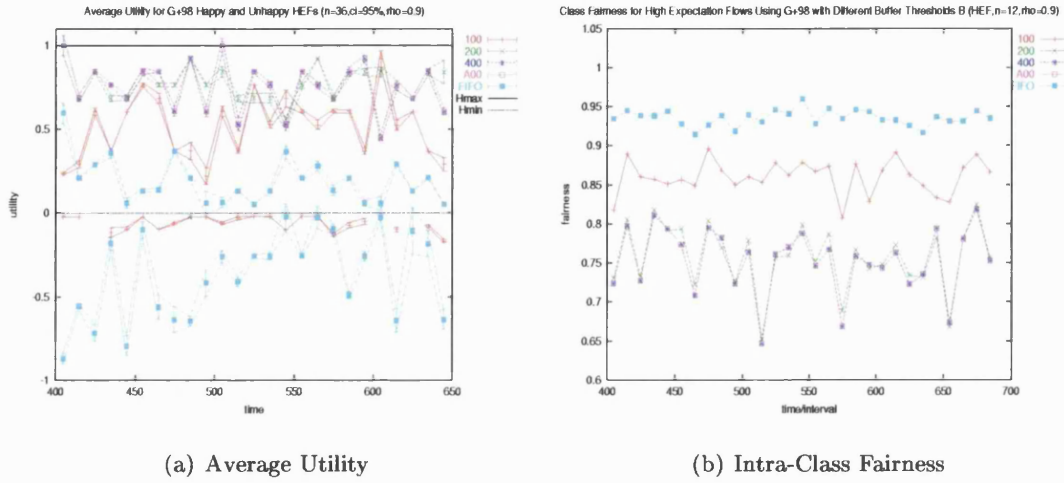 Average Utility for G+98 Happy and Unhappy HEFs (n=36,ci=95%,rho=0.9)
1
0.5
0
-0.5
-1
utility
400
450
500
550
600
650
time
100
200
400
A00
FIFO
Hmax
Hmin
(a) Average Utility
Class Fairness for High Expectation Flows Using G+98 with Different Buffer Thresholds B (HEF,n=12,rho=0.9)
1.05
1
0.95
0.9
0.85
0.8
0.75
0.7
0.65
0.6
fairness
400
450
500
550
600
650
700
time/interval
100
200
400
A00
FIFO
(b) Intra-Class Fairness